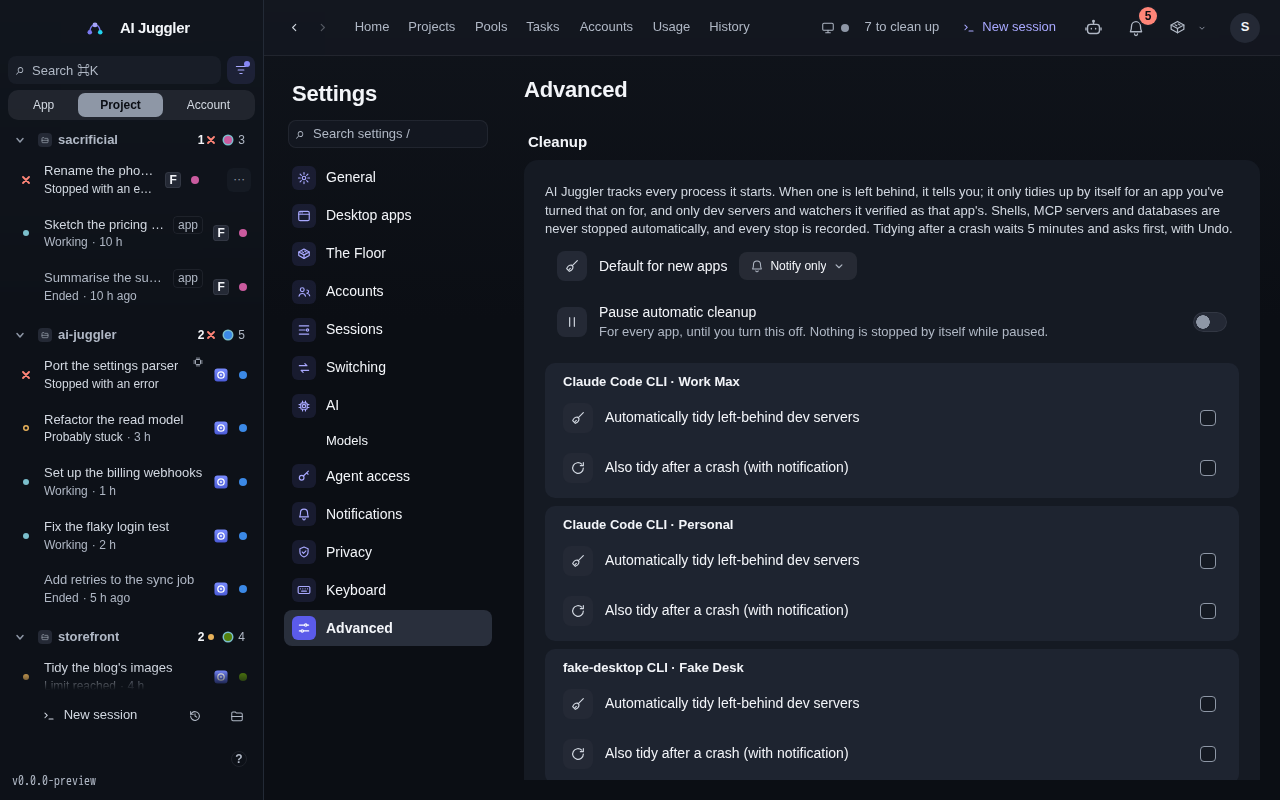 AI Juggler
Home Projects Pools Tasks Accounts Usage History
7 to clean up
New session
5
S
Search ⌘K
App Project Account
sacrificial 1 3
Rename the pho…
Stopped with an e… F
Sketch the pricing … app
Working · 10 h F
Summarise the su… app
Ended · 10 h ago F
ai-juggler 2 5
Port the settings parser
Stopped with an error
Refactor the read model
Probably stuck · 3 h
Set up the billing webhooks
Working · 1 h
Fix the flaky login test
Working · 2 h
Add retries to the sync job
Ended · 5 h ago
storefront 2 4
Tidy the blog's images
Limit reached · 4 h
New session
?
v0.0.0-preview
Settings
Search settings /
General
Desktop apps
The Floor
Accounts
Sessions
Switching
AI
Models
Agent access
Notifications
Privacy
Keyboard
Advanced
Advanced
Cleanup
AI Juggler tracks every process it starts. When one is left behind, it tells you; it only tidies up by itself for an app you've
turned that on for, and only dev servers and watchers it verified as that app's. Shells, MCP servers and databases are
never stopped automatically, and every stop is recorded. Tidying after a crash waits 5 minutes and asks first, with Undo.
Default for new apps Notify only
Pause automatic cleanup
For every app, until you turn this off. Nothing is stopped by itself while paused.
Claude Code CLI · Work Max
Automatically tidy left-behind dev servers
Also tidy after a crash (with notification)
Claude Code CLI · Personal
Automatically tidy left-behind dev servers
Also tidy after a crash (with notification)
fake-desktop CLI · Fake Desk
Automatically tidy left-behind dev servers
Also tidy after a crash (with notification)